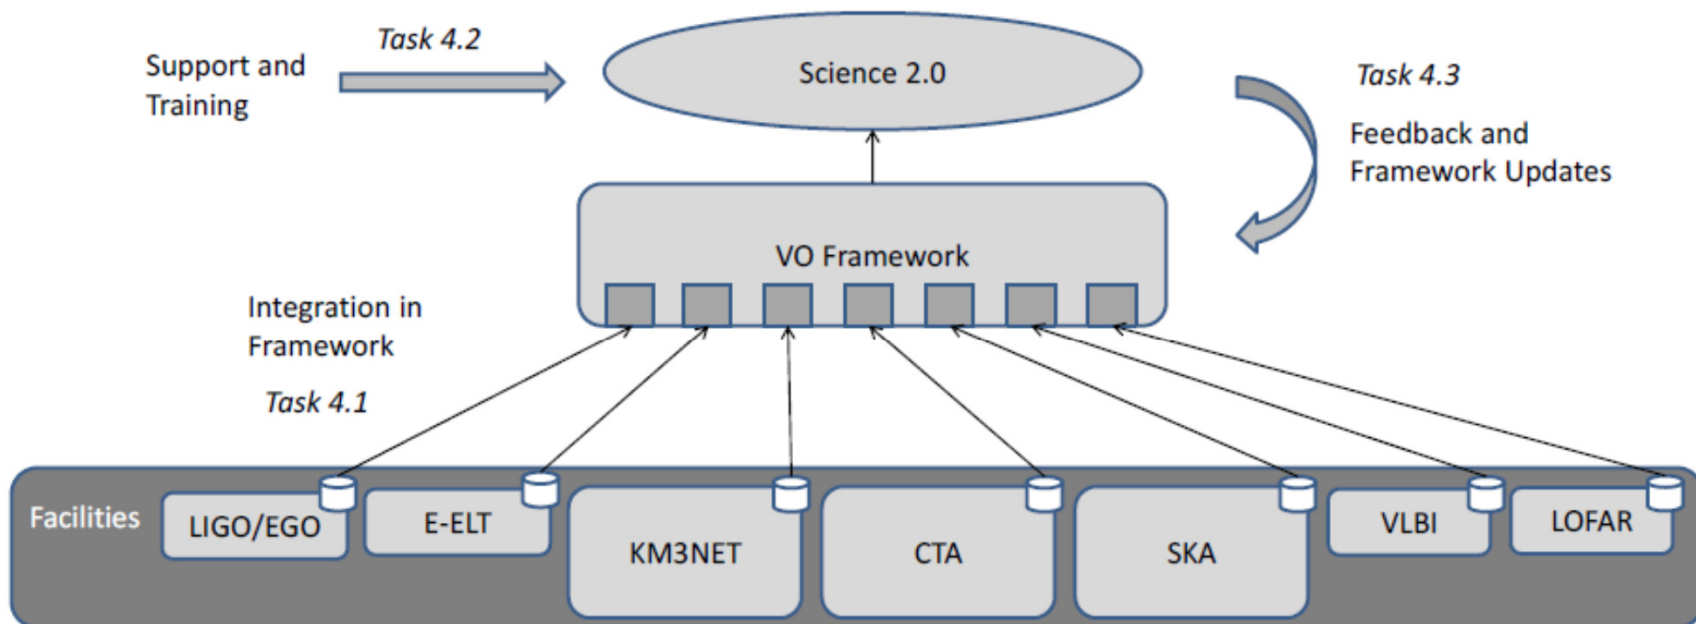 Task 4.2
Support and
Training
Science 2.0
Task 4.3
Feedback and
Framework Updates
VO Framework
Integration in
Framework
Task 4.1
Facilities
LIGO/EGO
E-ELT
KM3NET
CTA
SKA
VLBI
LOFAR